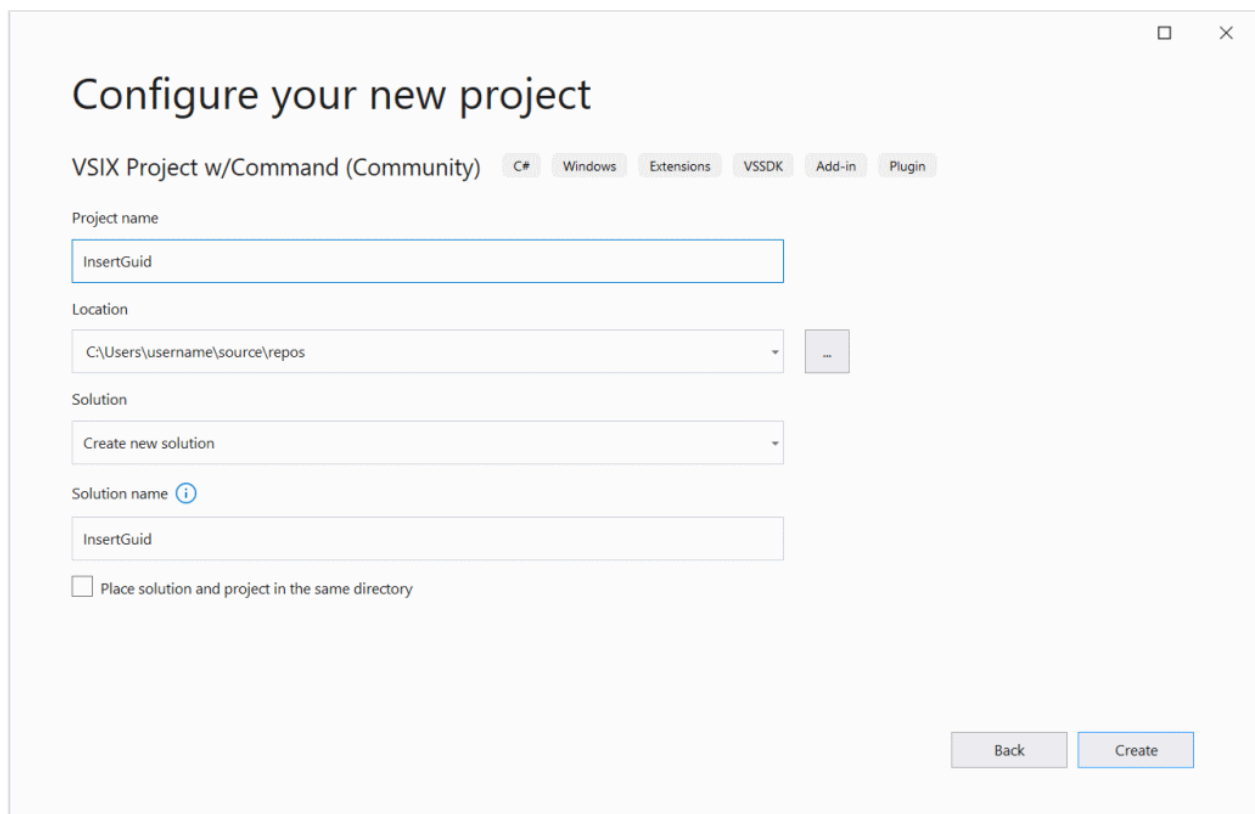 Configure your new project
VSIX Project w/Command (Community) C# Windows Extensions VSSDK Add-in Plugin
Project name
InsertGuid
Location
C:\Users\username\source\repos
...
Solution
Create new solution
Solution name
InsertGuid
Place solution and project in the same directory
Back Create